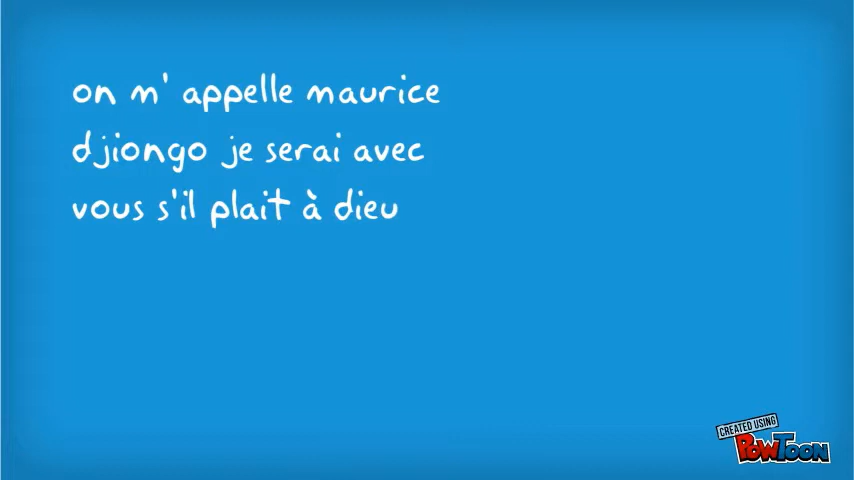 on m' appelle maurice
djiongo je serai avec
vous s'il plait à dieu
CREATED USING
POWTOON